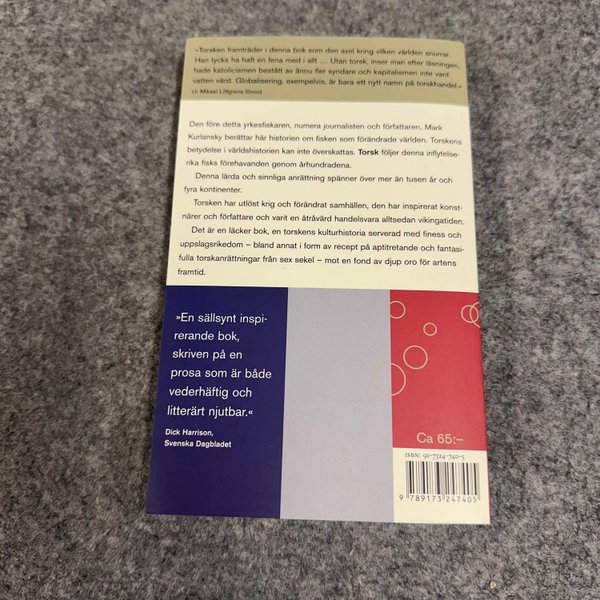 »Torsken framträder i denna bok som den axel kring vilken världen snurrar.
Han tycks ha haft en fena med i allt ... Utan torsk, inser man efter läsningen,
hade katolicismen bestått av ännu fler syndare och kapitalismen inte varit
vatten värd. Globalisering, exempelvis, är bara ett nytt namn på torskhandel.«
Ur Mikael Löfgrens förord
Den före detta yrkesfiskaren, numera journalisten och författaren, Mark
Kurlansky berättar här historien om fisken som förändrade världen. Torskens
betydelse i världshistorien kan inte överskattas. Torsk följer denna inflytelse-
rika fisks förehavanden genom århundradena.
Denna lärda och sinnliga anrättning spänner över mer än tusen år och
fyra kontinenter.
Torsken har utlöst krig och förändrat samhällen, den har inspirerat konst-
närer och författare och varit en åtråvärd handelsvara alltsedan vikingatiden.
Det är en läcker bok, en torskens kulturhistoria serverad med finess och
uppslagsrikedom – bland annat i form av recept på aptitretande och fantasi-
fulla torskanrättningar från sex sekel – mot en fond av djup oro för artens
framtid.
»En sällsynt inspi-
rerande bok,
skriven på en
prosa som är både
vederhäftig och
litterärt njutbar.«
Dick Harrison,
Svenska Dagbladet
Ca 65:–
ISBN: 91-7324-740-5
9 789173 247405